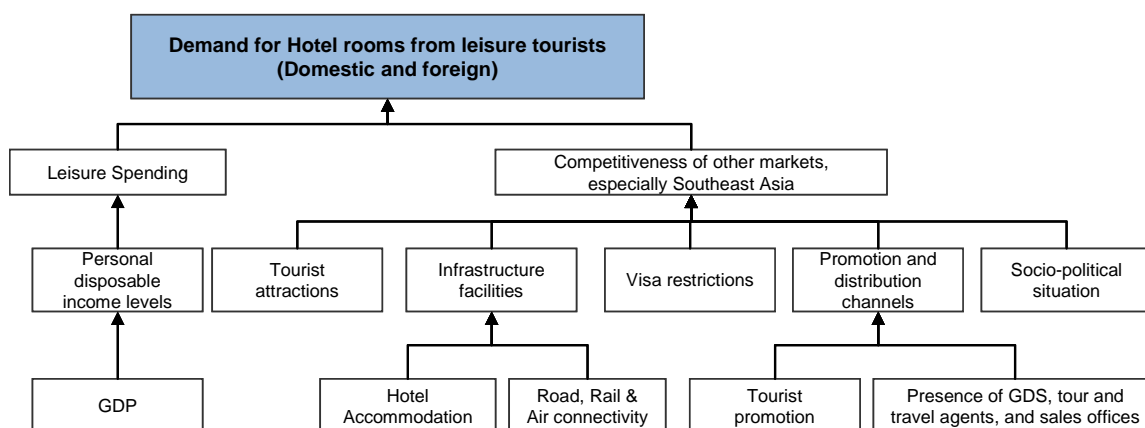 Demand for Hotel rooms from leisure tourists
(Domestic and foreign)
Leisure Spending
Competitiveness of other markets,
especially Southeast Asia
Personal
disposable
income levels
Tourist
attractions
Infrastructure
facilities
Visa restrictions
Promotion and
distribution
channels
Socio-political
situation
GDP
Hotel
Accommodation
Road, Rail &
Air connectivity
Tourist
promotion
Presence of GDS, tour and
travel agents, and sales offices